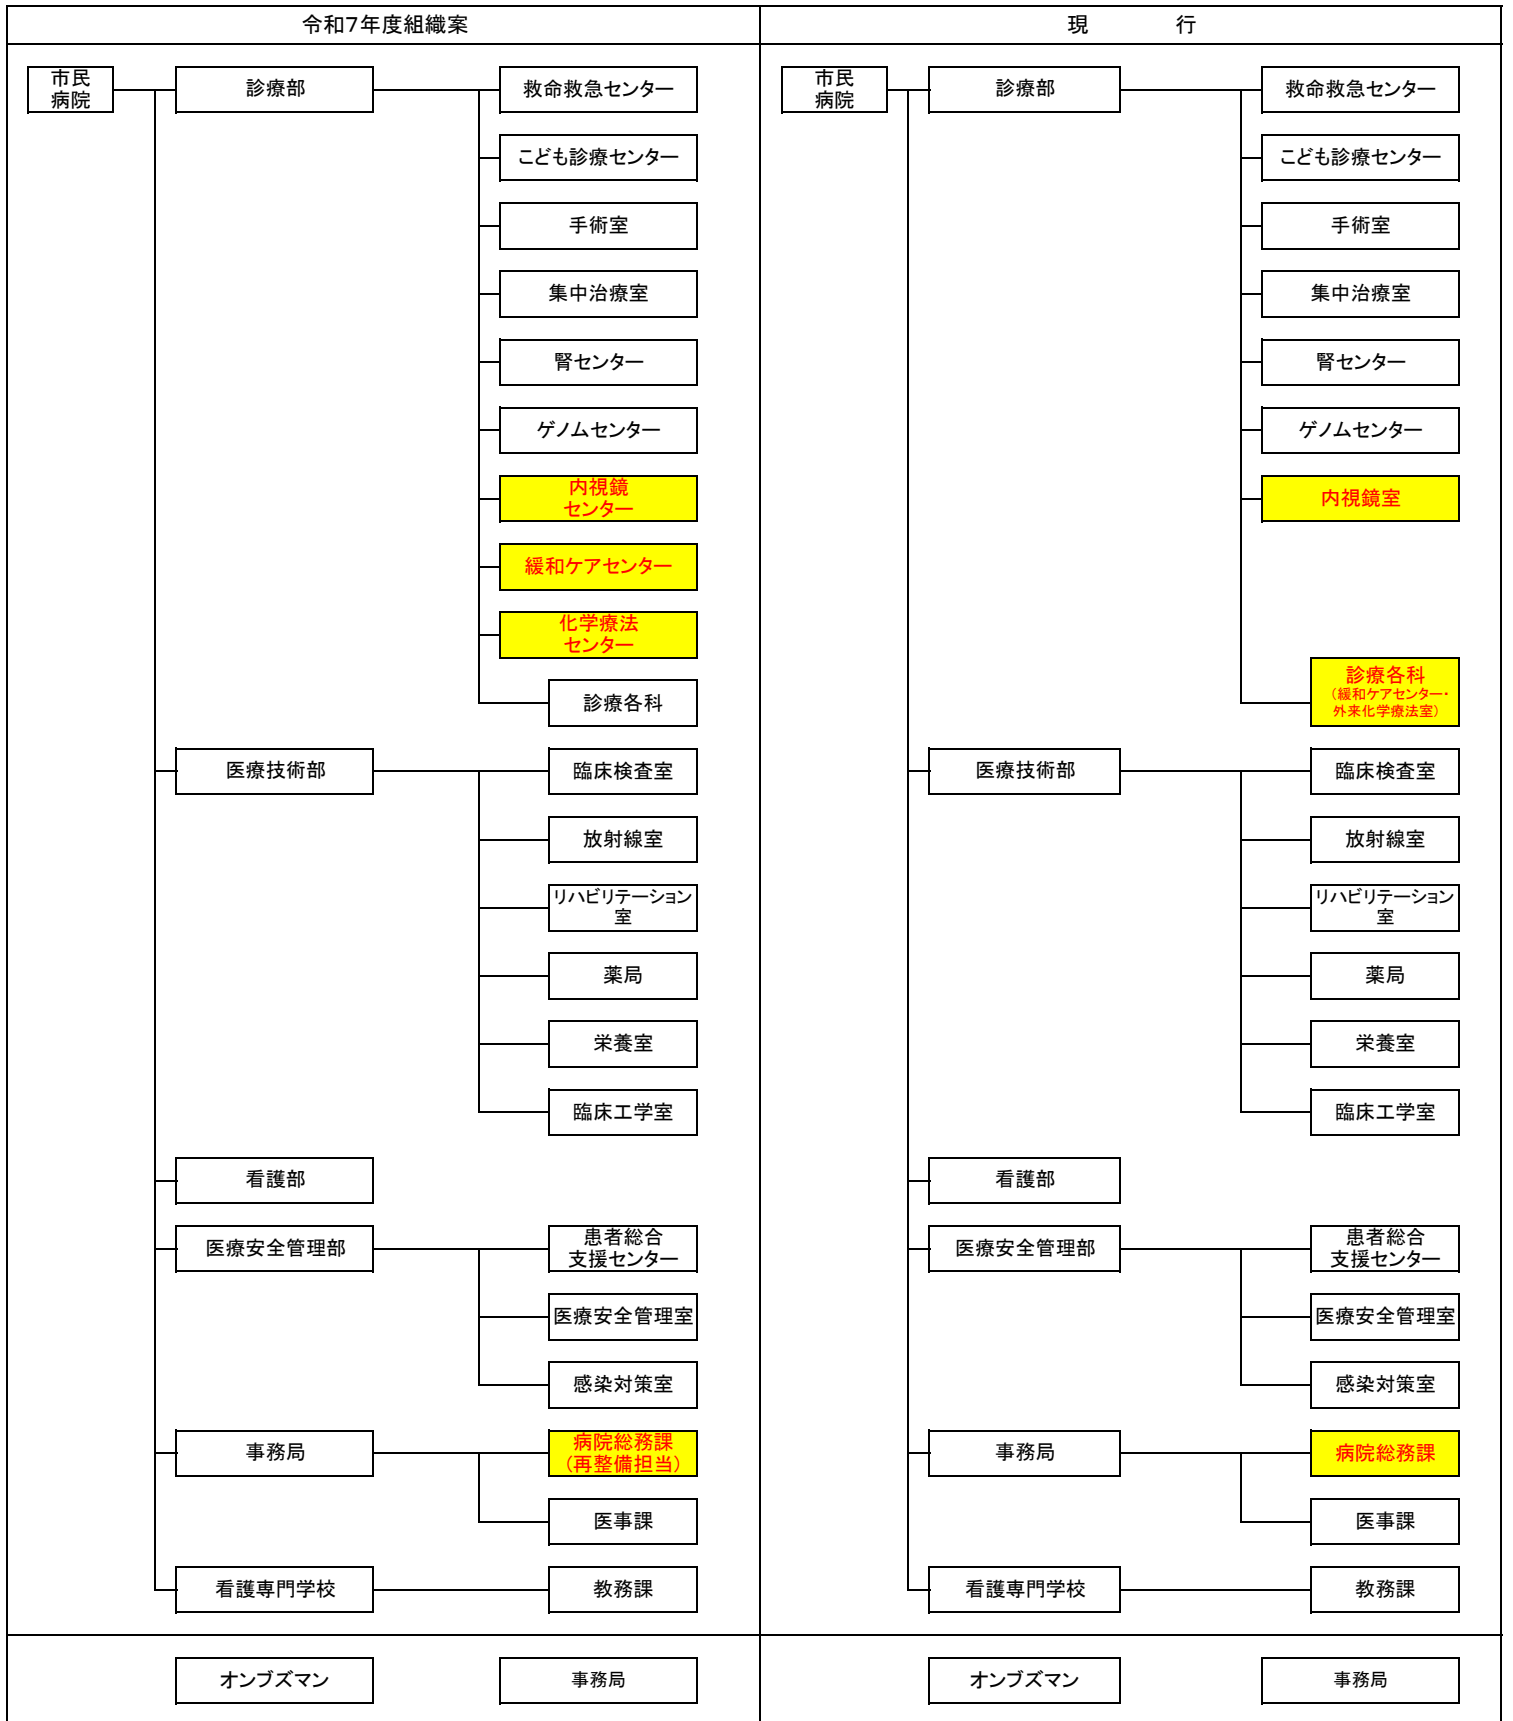 令和7年度組織案
現　　　　行
市民
病院
診療部
救命救急センター
こども診療センター
手術室
集中治療室
腎センター
ゲノムセンター
内視鏡
センター
緩和ケアセンター
化学療法
センター
診療各科
医療技術部
臨床検査室
放射線室
リハビリテーション
室
薬局
栄養室
臨床工学室
看護部
医療安全管理部
患者総合
支援センター
医療安全管理室
感染対策室
事務局
病院総務課
（再整備担当）
医事課
看護専門学校
教務課
オンブズマン
事務局
市民
病院
診療部
救命救急センター
こども診療センター
手術室
集中治療室
腎センター
ゲノムセンター
内視鏡室
診療各科
（緩和ケアセンター・
外来化学療法室）
医療技術部
臨床検査室
放射線室
リハビリテーション
室
薬局
栄養室
臨床工学室
看護部
医療安全管理部
患者総合
支援センター
医療安全管理室
感染対策室
事務局
病院総務課
医事課
看護専門学校
教務課
オンブズマン
事務局